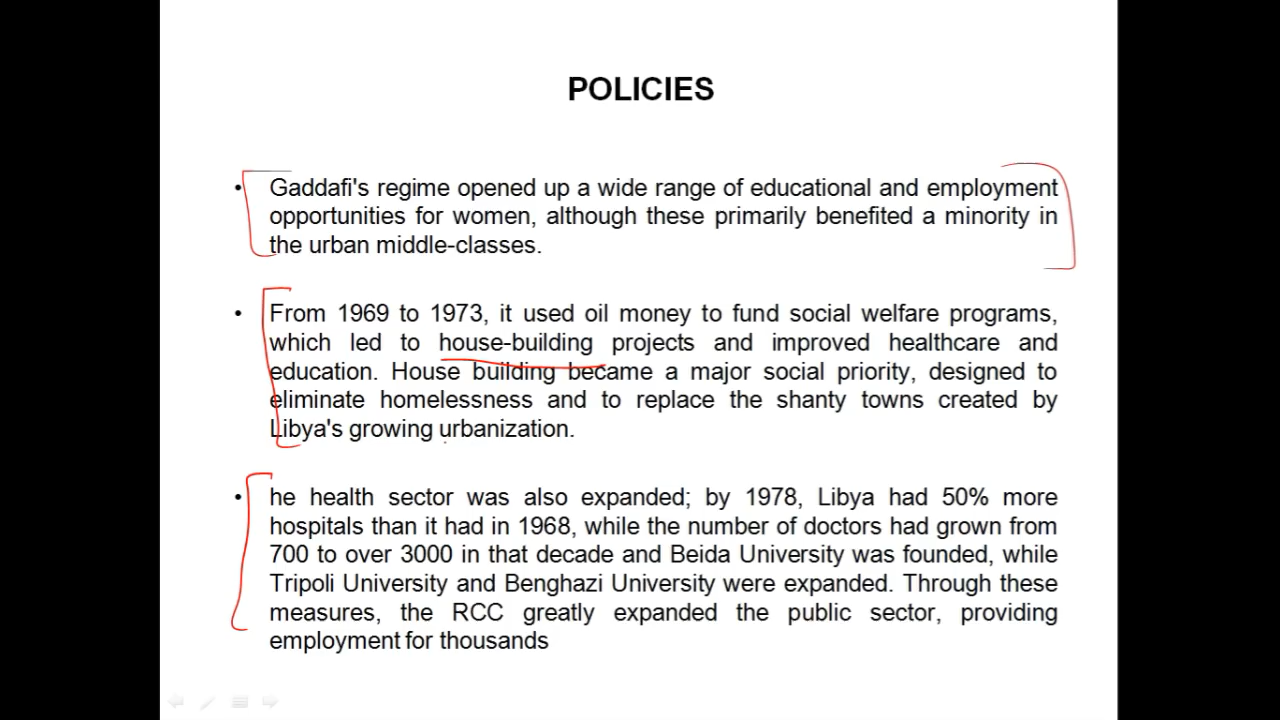 POLICIES
• Gaddafi's regime opened up a wide range of educational and employment
opportunities for women, although these primarily benefited a minority in
the urban middle-classes.
• From 1969 to 1973, it used oil money to fund social welfare programs,
which led to house-building projects and improved healthcare and
education. House building became a major social priority, designed to
eliminate homelessness and to replace the shanty towns created by
Libya's growing urbanization.
• he health sector was also expanded; by 1978, Libya had 50% more
hospitals than it had in 1968, while the number of doctors had grown from
700 to over 3000 in that decade and Beida University was founded, while
Tripoli University and Benghazi University were expanded. Through these
measures, the RCC greatly expanded the public sector, providing
employment for thousands